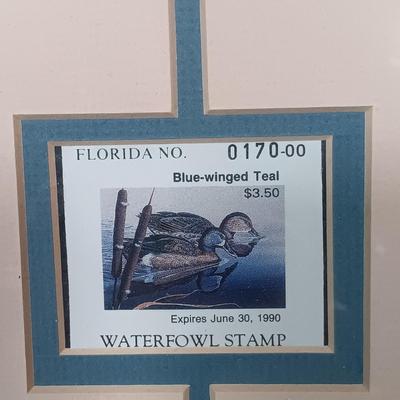 FLORIDA NO. 0170-00
Blue-winged Teal
$3.50
Expires June 30, 1990
WATERFOWL STAMP